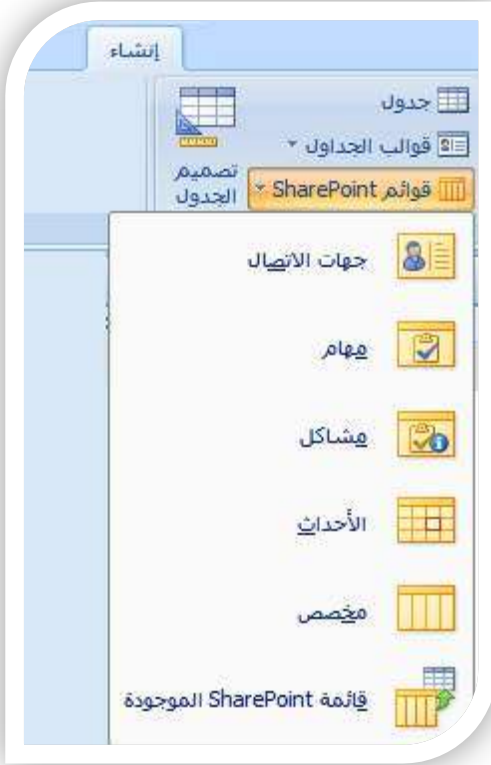 إنشاء
جدول
قوالب الجداول
قوائم SharePoint
تصميم
الجدول
جهات الاتصال
مهام
مشاكل
الأحداث
مخصص
قائمة SharePoint الموجودة